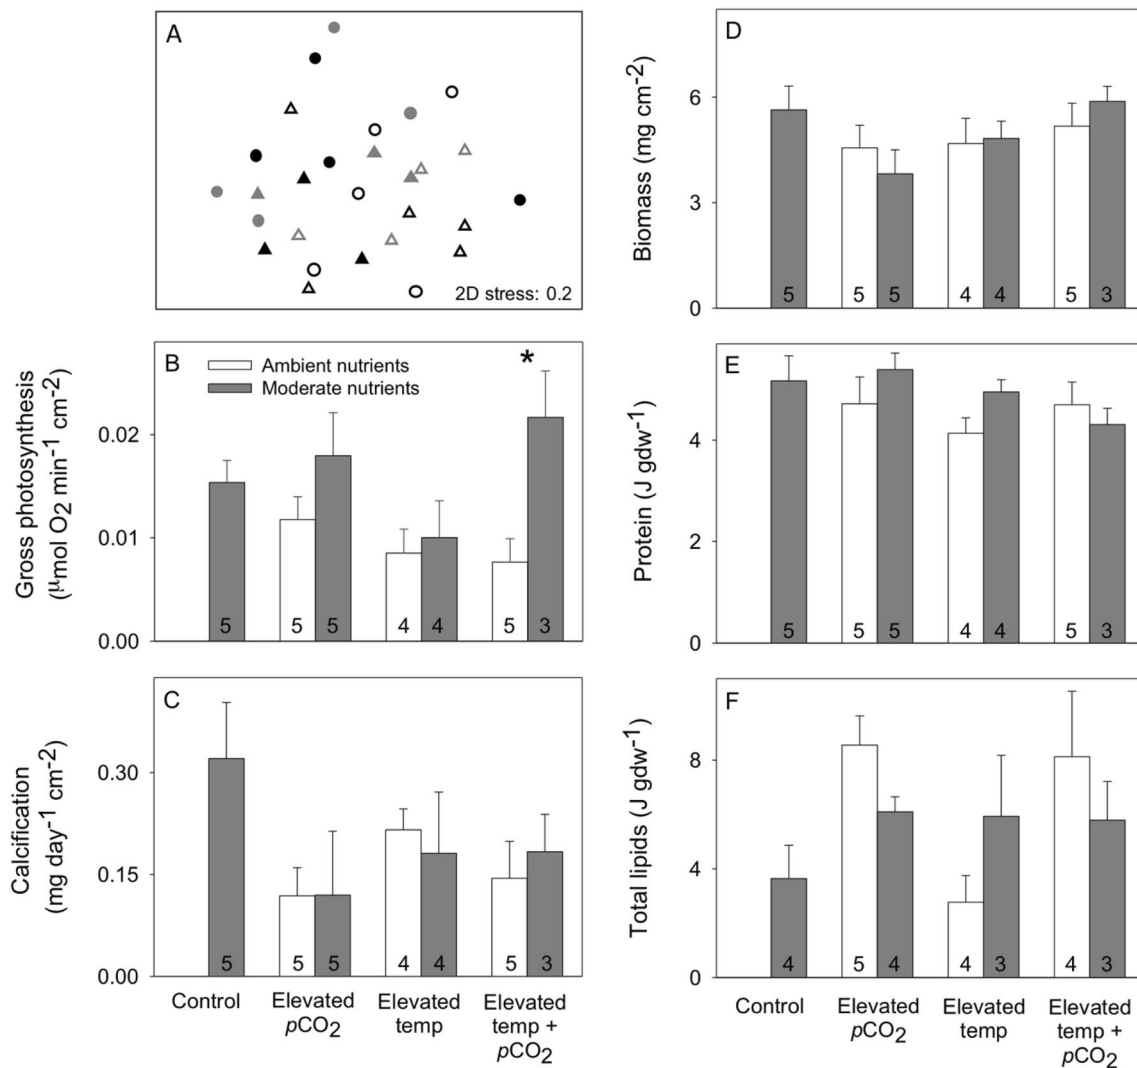 A
2D stress: 0.2
B
Ambient nutrients
Moderate nutrients
*
Gross photosynthesis
(μmol O2 min-1 cm-2)
0.02
0.01
0.00
5
5
5
4
4
5
3
C
Calcification
(mg day-1 cm-2)
0.30
0.15
0.00
5
5
5
4
4
5
3
Control
Elevated
pCO2
Elevated
temp
Elevated
temp +
pCO2
D
Biomass (mg cm-2)
6
3
0
5
5
5
4
4
5
3
E
Protein (J gdw-1)
4
2
0
5
5
5
4
4
5
3
F
Total lipids (J gdw-1)
8
4
0
4
5
4
4
3
4
3
Control
Elevated
pCO2
Elevated
temp
Elevated
temp +
pCO2